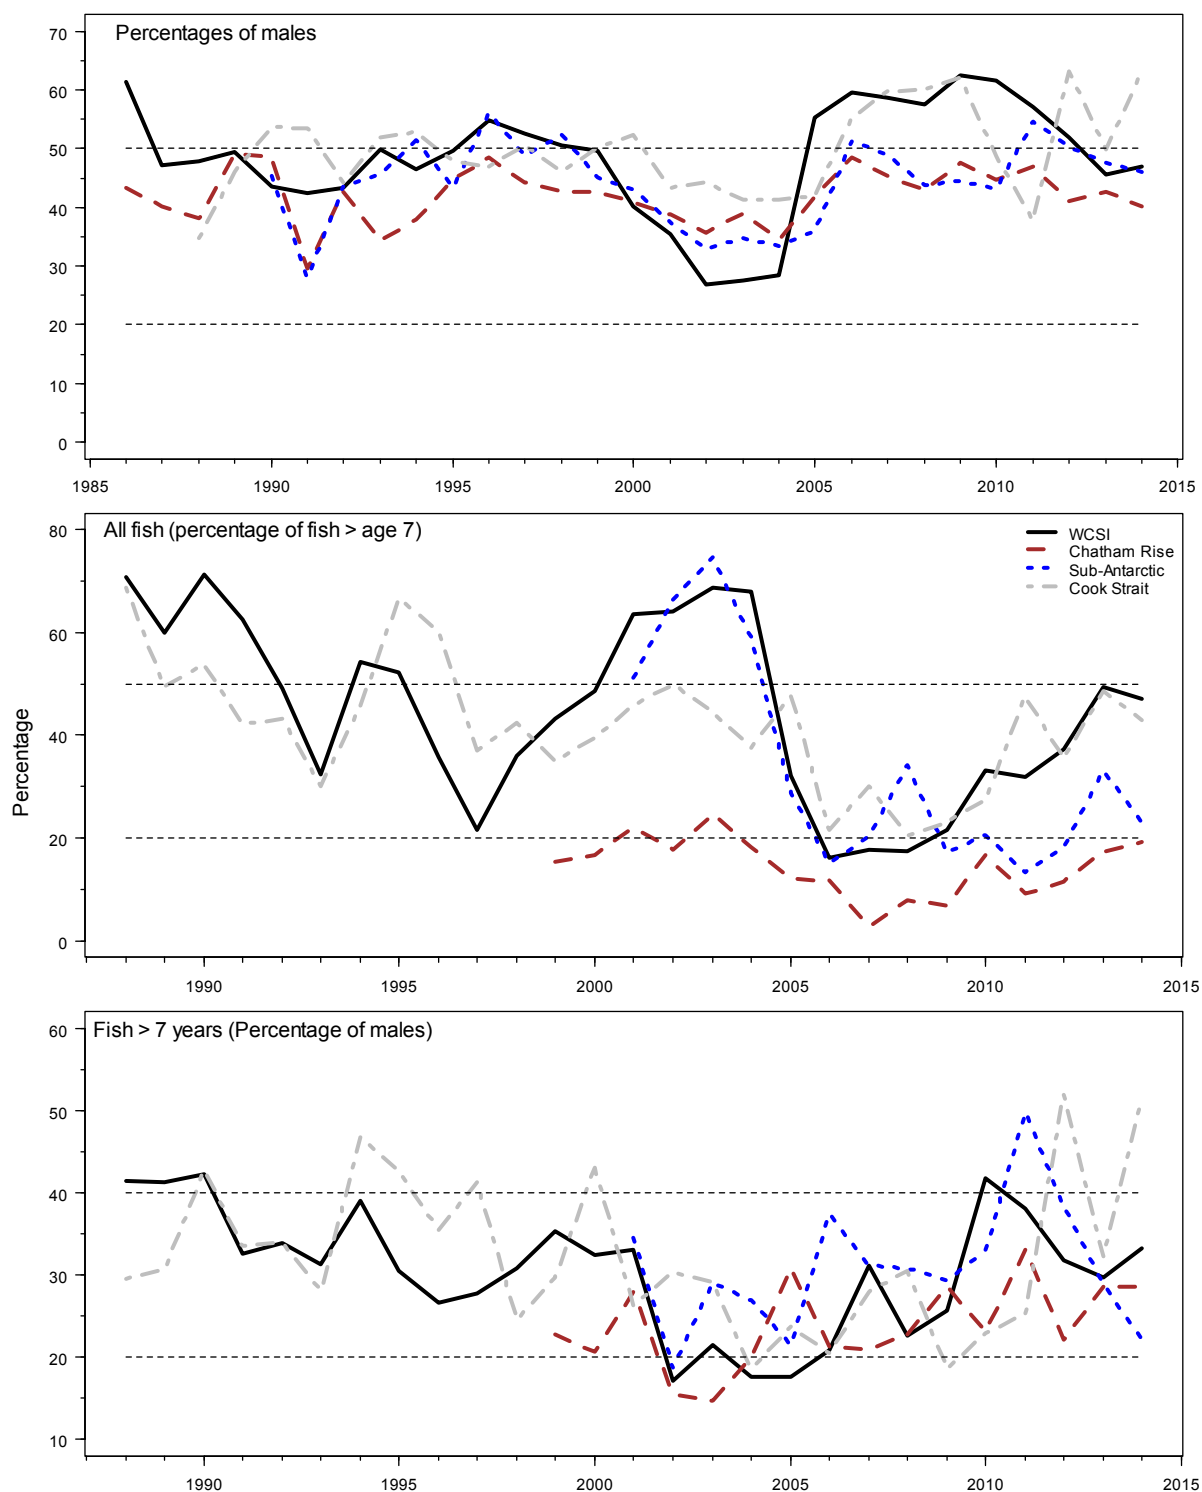 Percentages of males
70
60
50
40
30
20
10
0
1985 1990 1995 2000 2005 2010 2015
All fish (percentage of fish > age 7)
WCSI
Chatham Rise
Sub-Antarctic
Cook Strait
80
60
40
20
0
Percentage
1990 1995 2000 2005 2010 2015
Fish > 7 years (Percentage of males)
60
50
40
30
20
10
1990 1995 2000 2005 2010 2015